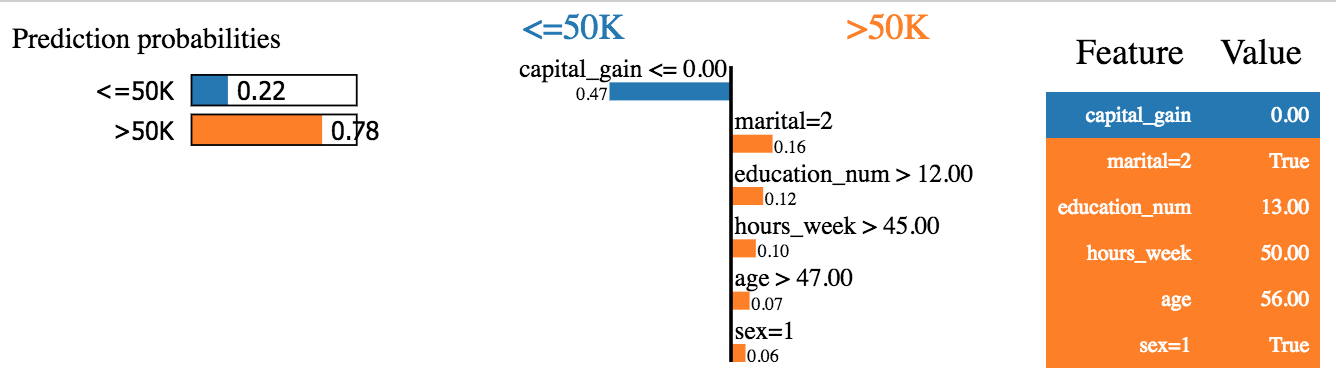 Prediction probabilities
<=50K 0.22
>50K 0.78
<=50K >50K
capital_gain <= 0.00
0.47
marital=2
0.16
education_num > 12.00
0.12
hours_week > 45.00
0.10
age > 47.00
0.07
sex=1
0.06
Feature Value
capital_gain 0.00
marital=2 True
education_num 13.00
hours_week 50.00
age 56.00
sex=1 True